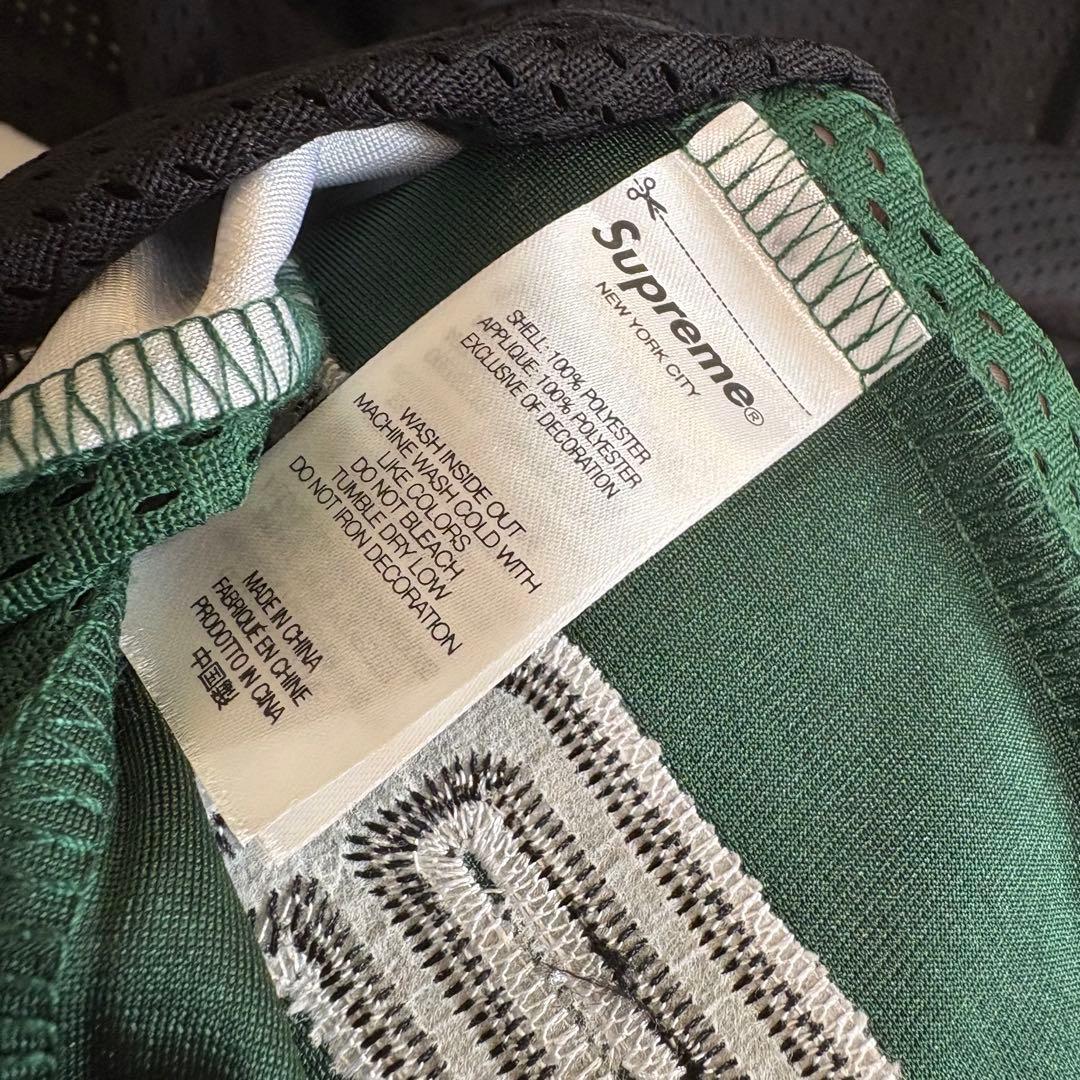 Supreme®
NEW YORK CITY
SHELL: 100% POLYESTER
APPLIQUE: 100% POLYESTER
EXCLUSIVE OF DECORATION
WASH INSIDE OUT
MACHINE WASH COLD WITH
LIKE COLORS
DO NOT BLEACH
TUMBLE DRY LOW
DO NOT IRON DECORATION
MADE IN CHINA
FABRIQUÉ EN CHINE
PRODOTTO IN CINA
中国製